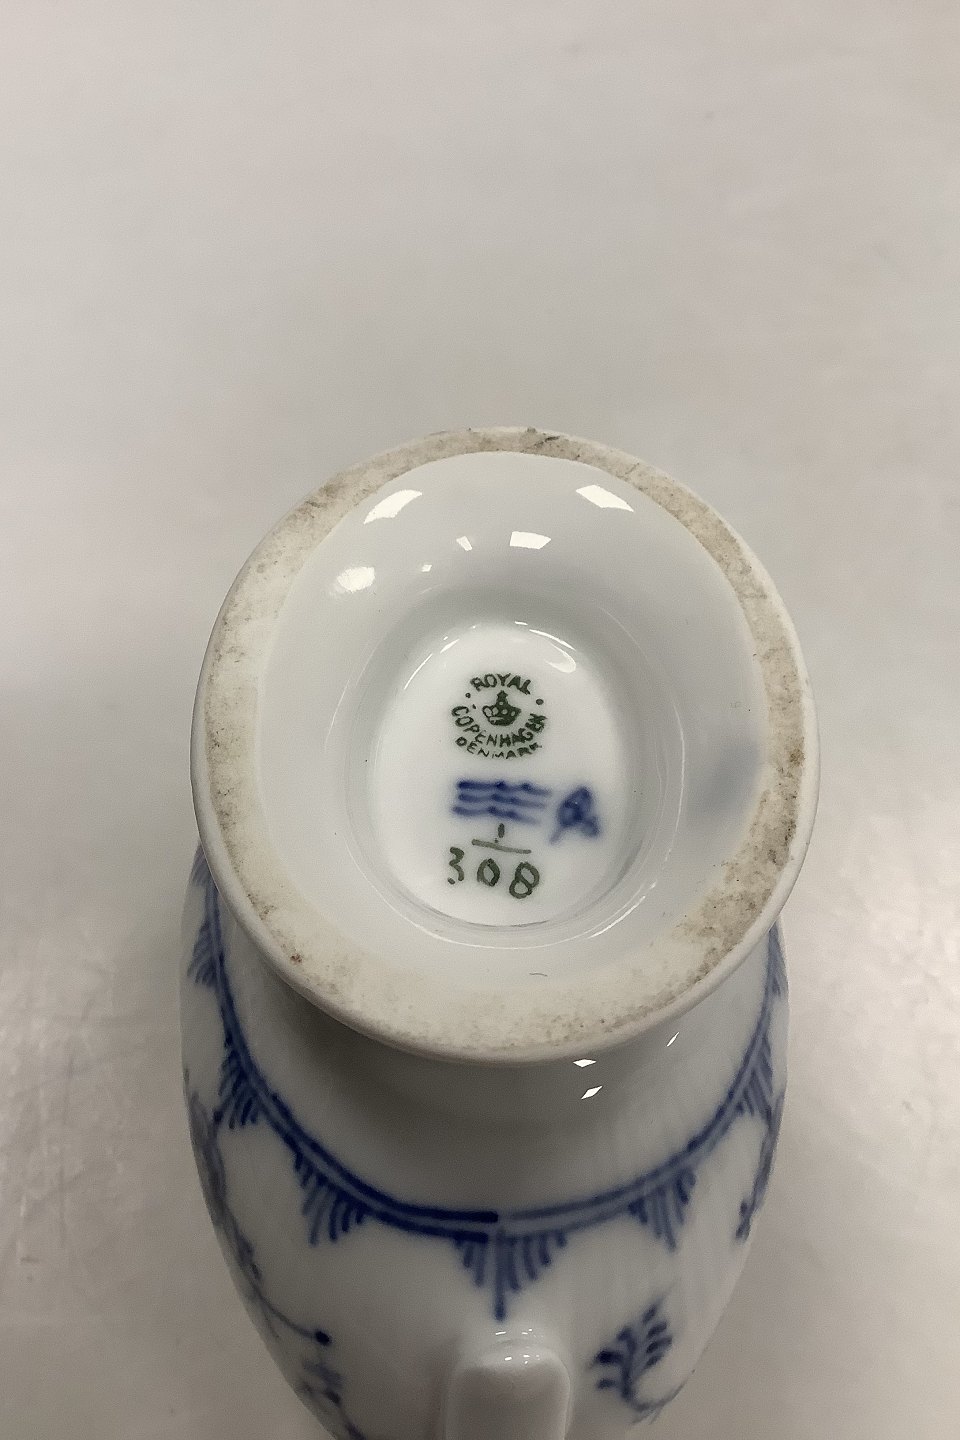 ROYAL
COPENHAGEN
DENMARK
1
308